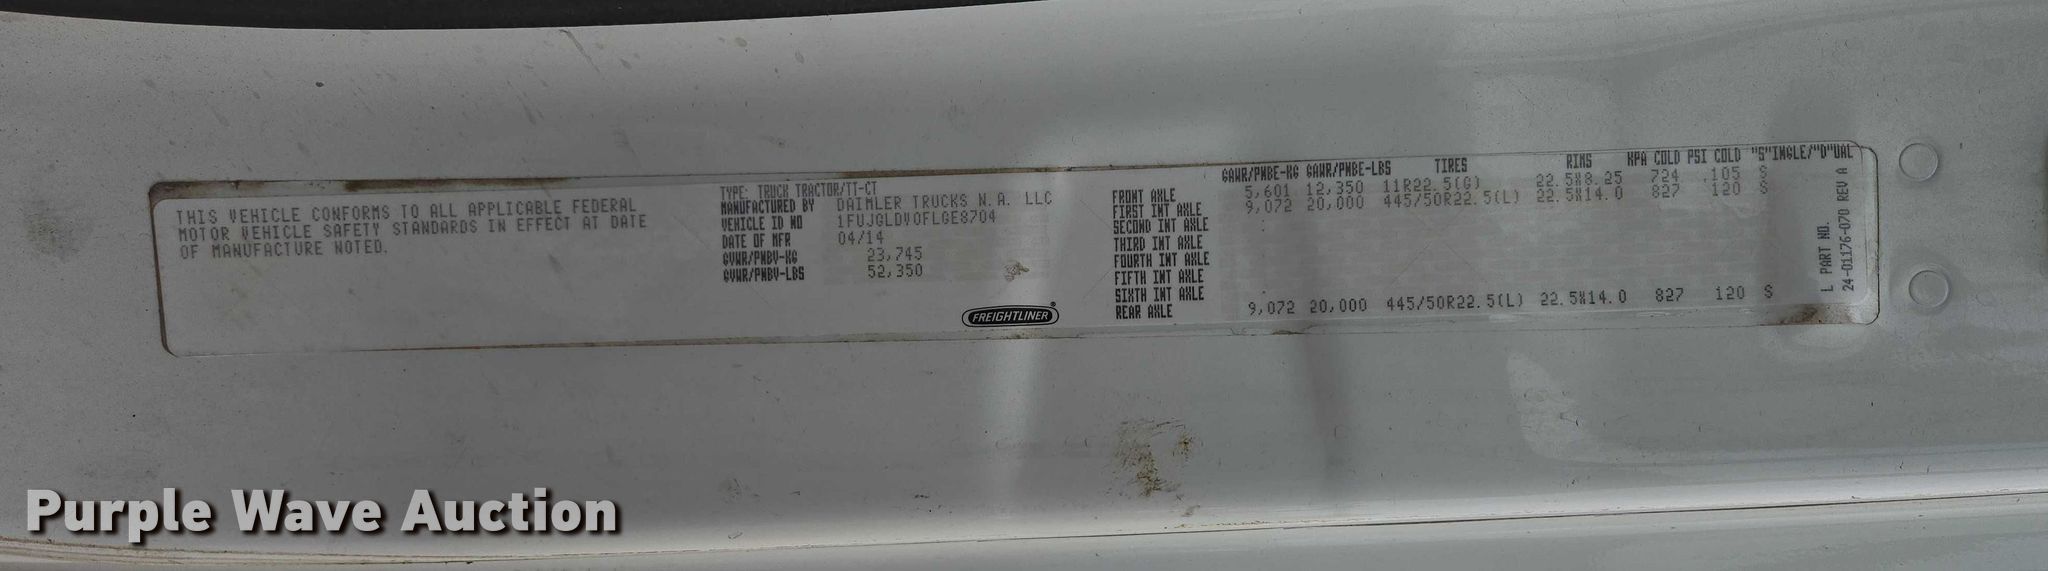 THIS VEHICLE CONFORMS TO ALL APPLICABLE FEDERAL
MOTOR VEHICLE SAFETY STANDARDS IN EFFECT AT DATE
OF MANUFACTURE NOTED.
TYPE: TRUCK TRACTOR/TT-CT
MANUFACTURED BY DAIMLER TRUCKS N.A. LLC
VEHICLE ID NO 1FUJGLDV0FLGE8704
DATE OF MFR 04/14
GVWR/PNBV-KG 23,745
GVWR/PNBV-LBS 52,350
FREIGHTLINER®
GAWR/PNBE-KG GAWR/PNBE-LBS TIRES RIMS KPA COLD PSI COLD "S"INGLE/"D"UAL
FRONT AXLE 5,601 12,350 11R22.5(G) 22.5X8.25 724 105 S
FIRST INT AXLE 9,072 20,000 445/50R22.5(L) 22.5X14.0 827 120 S
SECOND INT AXLE
THIRD INT AXLE
FOURTH INT AXLE
FIFTH INT AXLE
SIXTH INT AXLE
REAR AXLE 9,072 20,000 445/50R22.5(L) 22.5X14.0 827 120 S
L PART NO.
24-01176-070 REV A
Purple Wave Auction